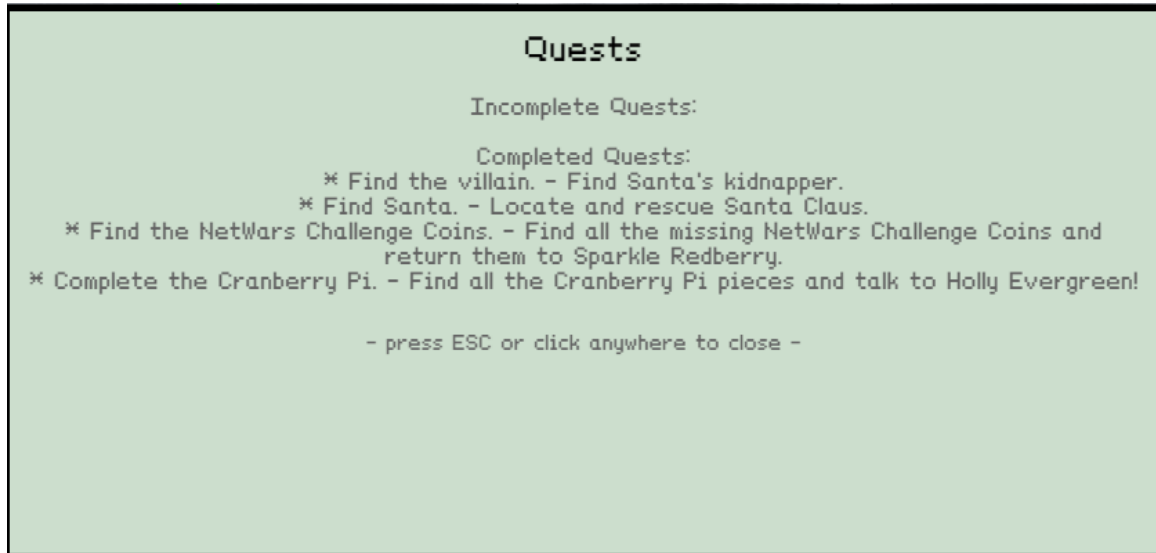 Quests
Incomplete Quests:
Completed Quests:
* Find the villain. - Find Santa's kidnapper.
* Find Santa. - Locate and rescue Santa Claus.
* Find the NetWars Challenge Coins. - Find all the missing NetWars Challenge Coins and
return them to Sparkle Redberry.
* Complete the Cranberry Pi. - Find all the Cranberry Pi pieces and talk to Holly Evergreen!
- press ESC or click anywhere to close -